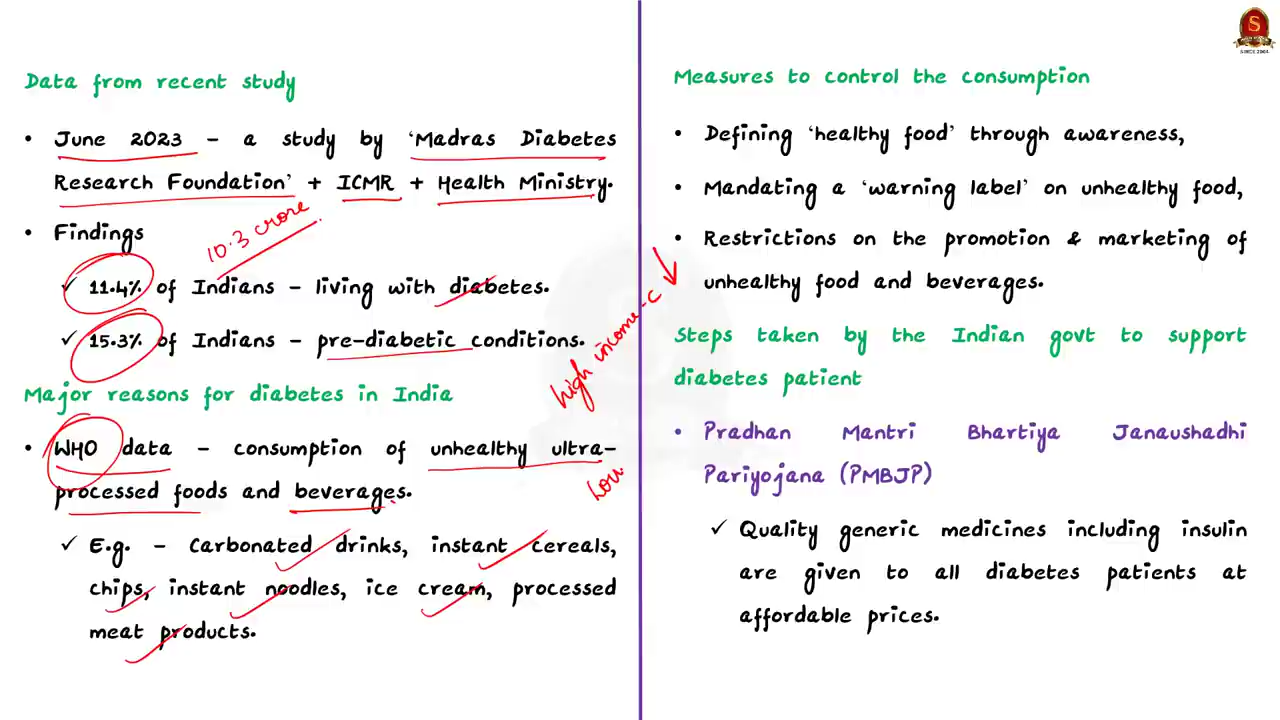 Data from recent study
• June 2023 – a study by ‘Madras Diabetes
Research Foundation’ + ICMR + Health Ministry.
10.3 crore
• Findings
✓ 11.4% of Indians – living with diabetes.
✓ 15.3% of Indians – pre-diabetic conditions.
Major reasons for diabetes in India
• WHO data – consumption of unhealthy ultra-
processed foods and beverages.
✓ E.g. – Carbonated drinks, instant cereals,
chips, instant noodles, ice cream, processed
meat products.
high income-c
Measures to control the consumption
• Defining ‘healthy food’ through awareness,
• Mandating a ‘warning label’ on unhealthy food,
• Restrictions on the promotion & marketing of
unhealthy food and beverages.
Steps taken by the Indian govt to support
diabetes patient
• Pradhan Mantri Bhartiya Janaushadhi
Pariyojana (PMBJP)
✓ Quality generic medicines including insulin
are given to all diabetes patients at
affordable prices.
S
SINCE 2004